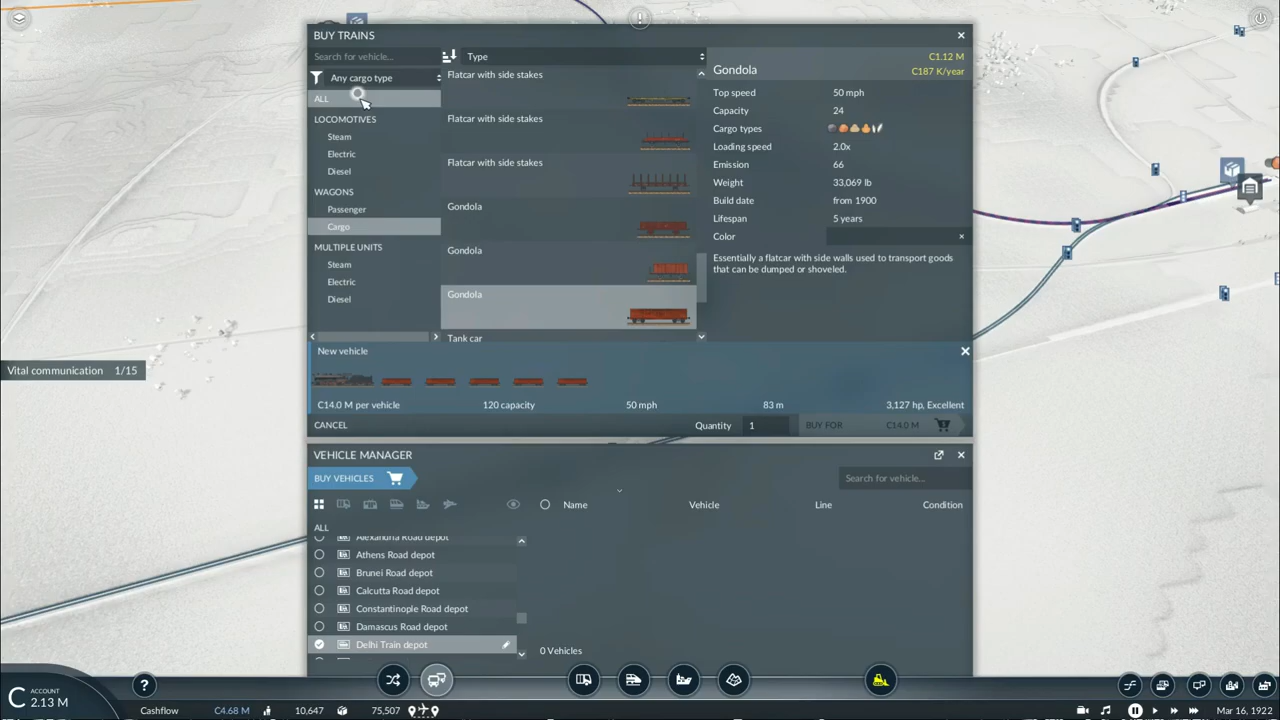 BUY TRAINS
Search for vehicle...
Type
C1.12 M
Any cargo type
Flatcar with side stakes
Gondola
C187 K/year
ALL
LOCOMOTIVES
Steam
Electric
Diesel
WAGONS
Passenger
Cargo
MULTIPLE UNITS
Steam
Electric
Diesel
Flatcar with side stakes
Flatcar with side stakes
Gondola
Gondola
Gondola
Tank car
Top speed 50 mph
Capacity 24
Cargo types
Loading speed 2.0x
Emission 66
Weight 33,069 lb
Build date from 1900
Lifespan 5 years
Color
Essentially a flatcar with side walls used to transport goods
that can be dumped or shoveled.
Vital communication 1/15
New vehicle
C14.0 M per vehicle 120 capacity 50 mph 83 m 3,127 hp, Excellent
CANCEL Quantity 1 BUY FOR C14.0 M
VEHICLE MANAGER
BUY VEHICLES
Search for vehicle...
Name Vehicle Line Condition
ALL
Alexandria Road depot
Athens Road depot
Brunei Road depot
Calcutta Road depot
Constantinople Road depot
Damascus Road depot
Delhi Train depot
0 Vehicles
C ACCOUNT
2.13 M
?
Cashflow C4.68 M 10,647 75,507
Mar 16, 1922